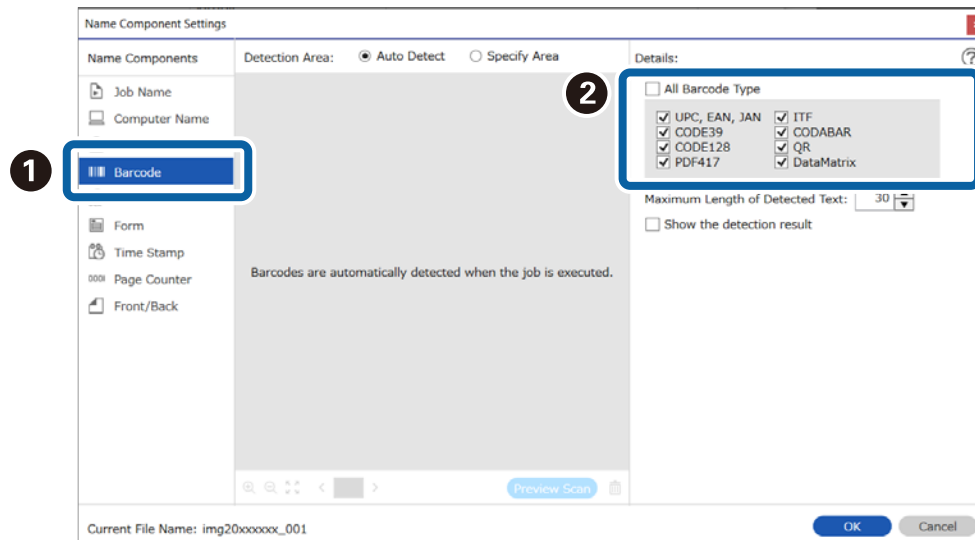 Name Component Settings
Name Components
Detection Area: Auto Detect Specify Area
Details:
Job Name
Computer Name
1
Barcode
Form
Time Stamp
Page Counter
Front/Back
Barcodes are automatically detected when the job is executed.
Preview Scan
2
All Barcode Type
UPC, EAN, JAN ITF
CODE39 CODABAR
CODE128 QR
PDF417 DataMatrix
Maximum Length of Detected Text: 30
Show the detection result
Current File Name: img20xxxxxx_001
OK Cancel